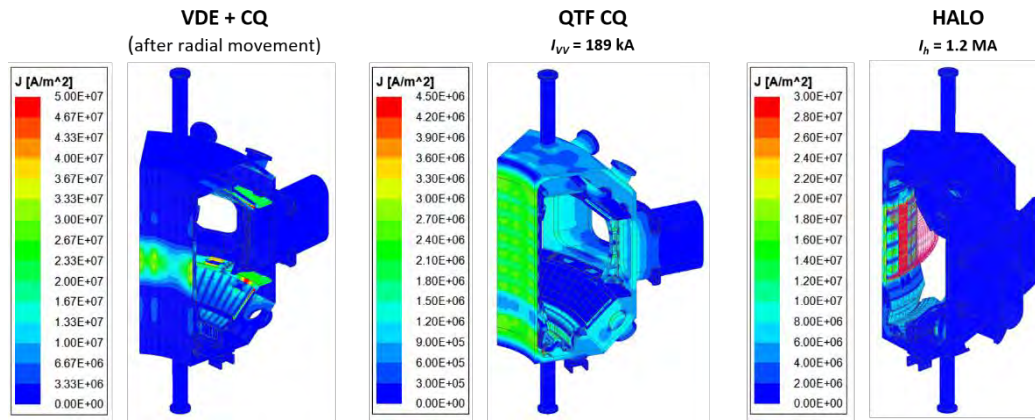 VDE + CQ
(after radial movement)
J [A/m^2]
5.00E+07
4.67E+07
4.33E+07
4.00E+07
3.67E+07
3.33E+07
3.00E+07
2.67E+07
2.33E+07
2.00E+07
1.67E+07
1.33E+07
1.00E+07
6.67E+06
3.33E+06
0.00E+00
QTF CQ
I_VV = 189 kA
J [A/m^2]
4.50E+06
4.20E+06
3.90E+06
3.60E+06
3.30E+06
3.00E+06
2.70E+06
2.40E+06
2.10E+06
1.80E+06
1.50E+06
1.20E+06
9.00E+05
6.00E+05
3.00E+05
0.00E+00
HALO
I_h = 1.2 MA
J [A/m^2]
3.00E+07
2.80E+07
2.60E+07
2.40E+07
2.20E+07
2.00E+07
1.80E+07
1.60E+07
1.40E+07
1.20E+07
1.00E+07
8.00E+06
6.00E+06
4.00E+06
2.00E+06
0.00E+00